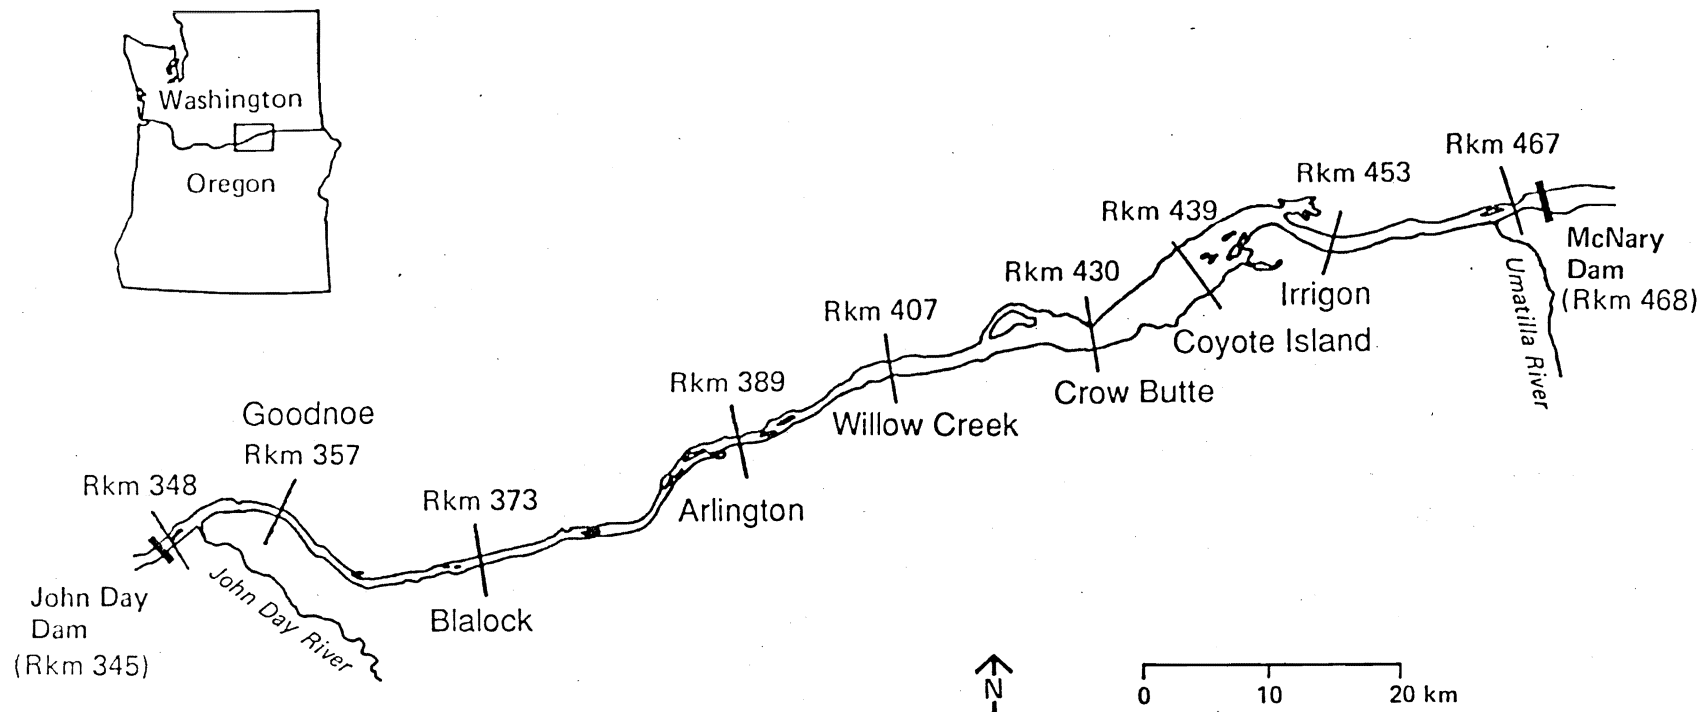 Washington
Oregon
Rkm 467
Rkm 453
Rkm 439
McNary
Dam
(Rkm 468)
Umatilla River
Irrigon
Rkm 430
Coyote Island
Rkm 407
Crow Butte
Rkm 389
Willow Creek
Goodnoe
Rkm 357
Rkm 348
Rkm 373
Arlington
John Day
Dam
(Rkm 345)
John Day River
Blalock
N
0 10 20 km